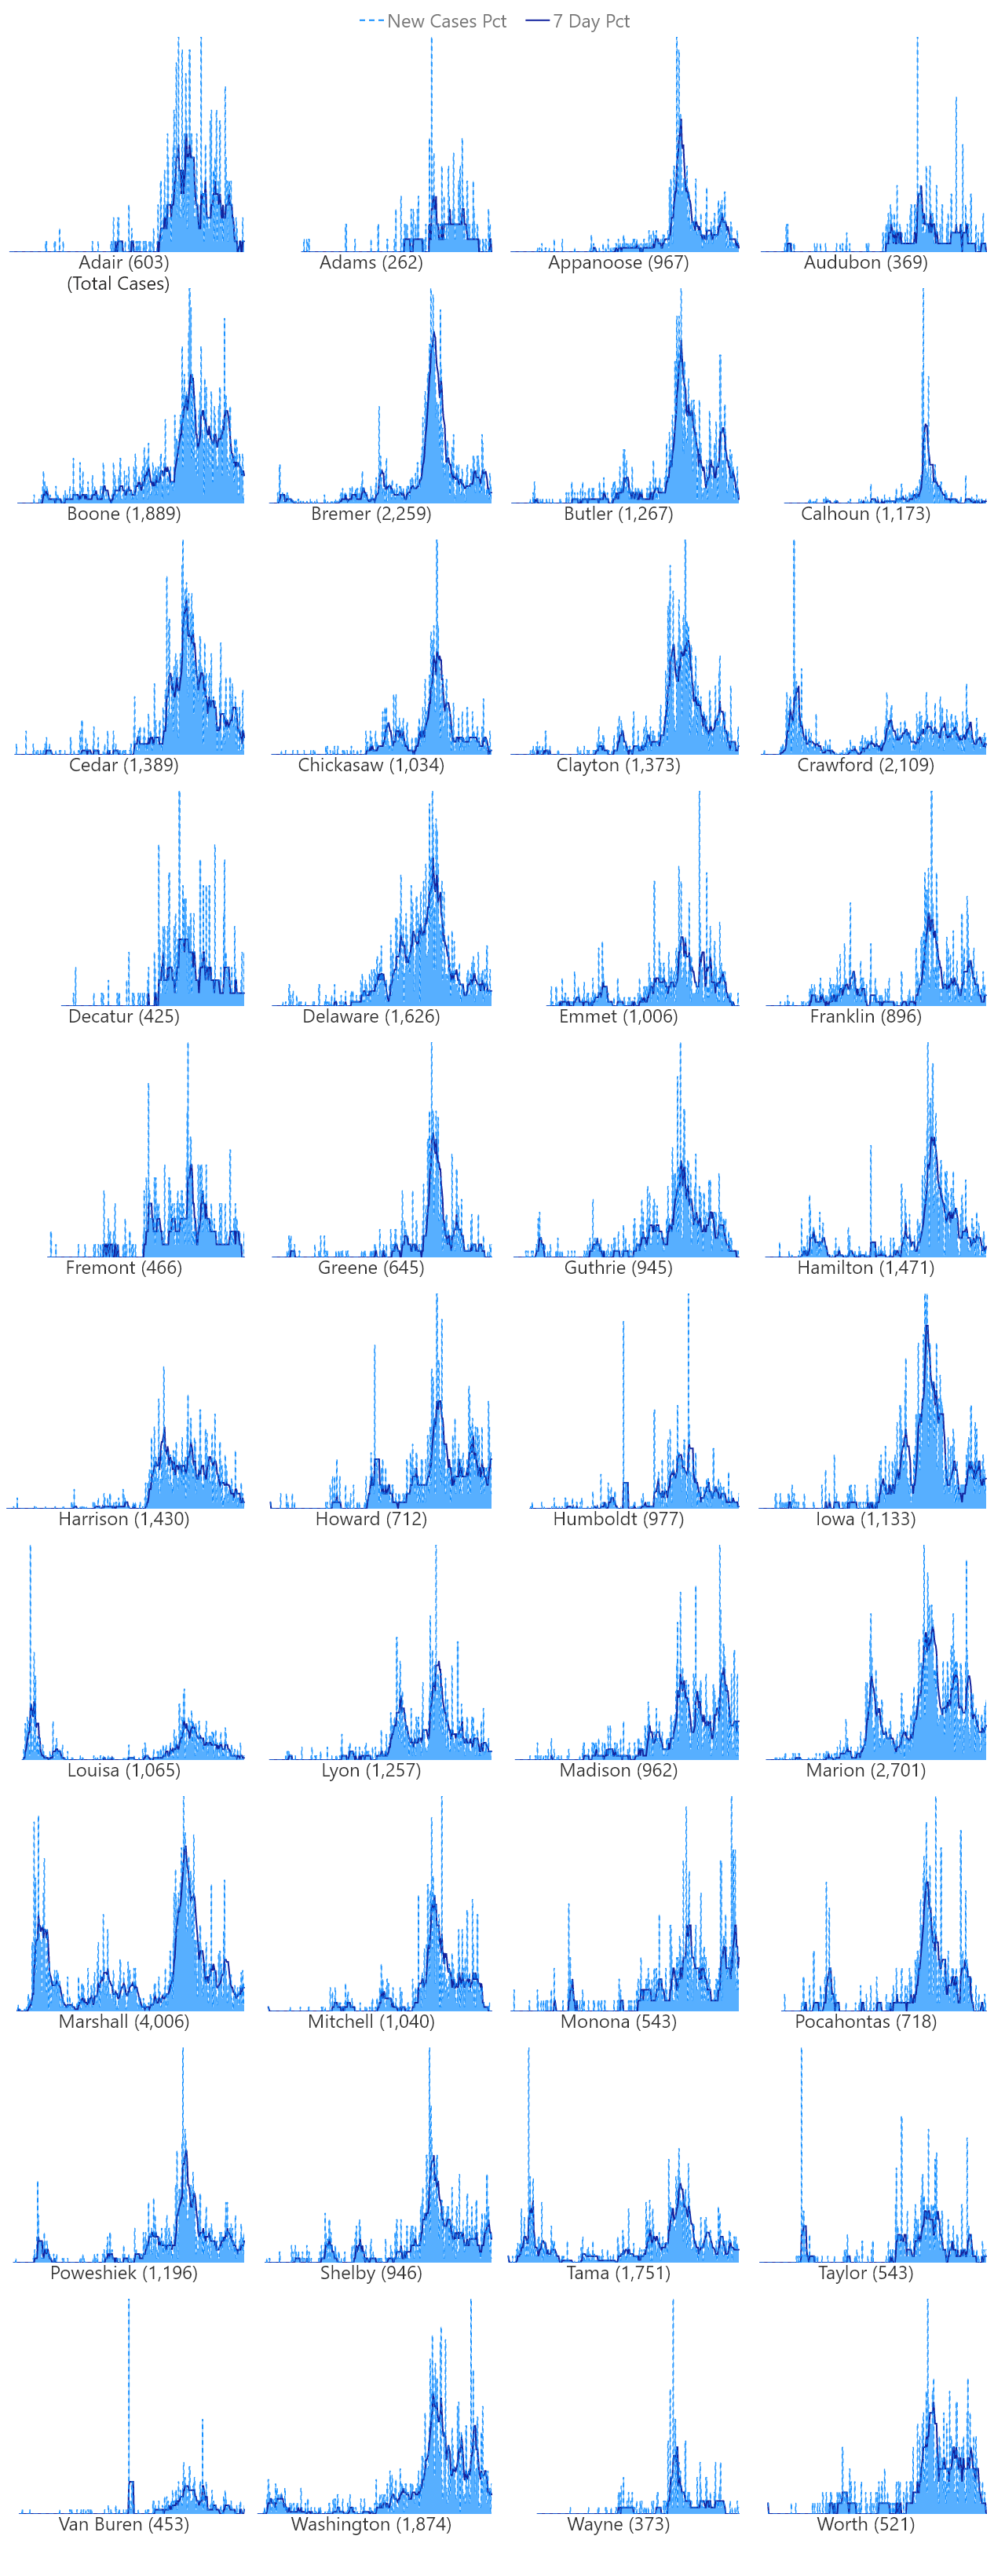 New Cases Pct 7 Day Pct
Adair (603) Adams (262) Appanoose (967) Audubon (369)
(Total Cases)
Boone (1,889) Bremer (2,259) Butler (1,267) Calhoun (1,173)
Cedar (1,389) Chickasaw (1,034) Clayton (1,373) Crawford (2,109)
Decatur (425) Delaware (1,626) Emmet (1,006) Franklin (896)
Fremont (466) Greene (645) Guthrie (945) Hamilton (1,471)
Harrison (1,430) Howard (712) Humboldt (977) Iowa (1,133)
Louisa (1,065) Lyon (1,257) Madison (962) Marion (2,701)
Marshall (4,006) Mitchell (1,040) Monona (543) Pocahontas (718)
Poweshiek (1,196) Shelby (946) Tama (1,751) Taylor (543)
Van Buren (453) Washington (1,874) Wayne (373) Worth (521)